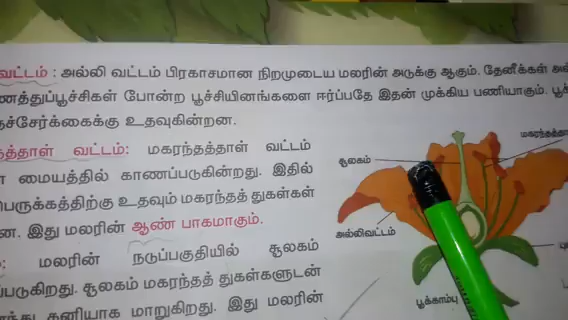 வட்டம் : அல்லி வட்டம் பிரகாசமான நிறமுடைய மலரின் அடுக்கு ஆகும். தேனீக்கள்
ணத்துப்பூச்சிகள் போன்ற பூச்சியினங்களை ஈர்ப்பதே இதன் முக்கிய பணியாகும்.
தச்சேர்க்கைக்கு உதவுகின்றன.
தத்தாள் வட்டம்: மகரந்தத்தாள் வட்டம்
மையத்தில் காணப்படுகின்றது. இதில்
பெருக்கத்திற்கு உதவும் மகரந்தத் துகள்கள்
ன. இது மலரின் ஆண் பாகமாகும்.
மலரின் நடுப்பகுதியில் சூலகம்
படுகிறது. சூலகம் மகரந்தத் துகள்களுடன்
கனியாக மாறுகிறது. இது மலரின்
மகரந்தத்தா
சூலகம்
அல்லிவட்டம்
பூக்காம்பு